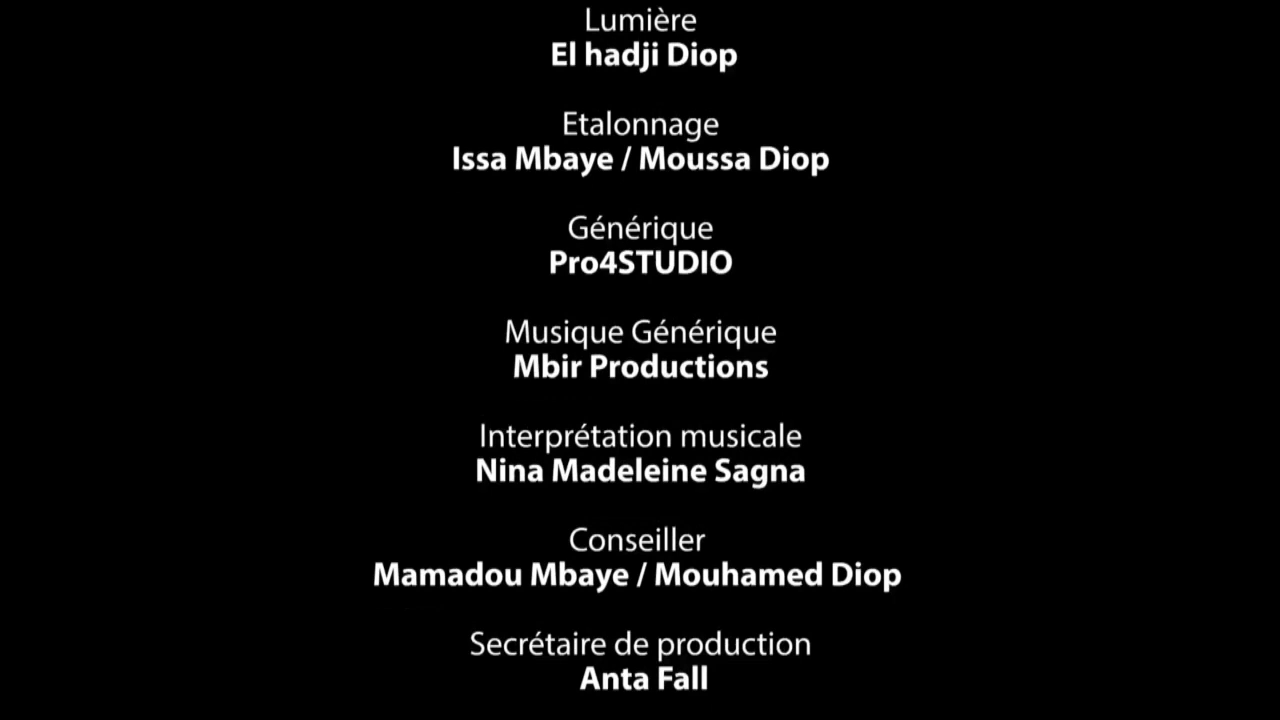 Lumière
El hadji Diop
Etalonnage
Issa Mbaye / Moussa Diop
Générique
Pro4STUDIO
Musique Générique
Mbir Productions
Interprétation musicale
Nina Madeleine Sagna
Conseiller
Mamadou Mbaye / Mouhamed Diop
Secrétaire de production
Anta Fall